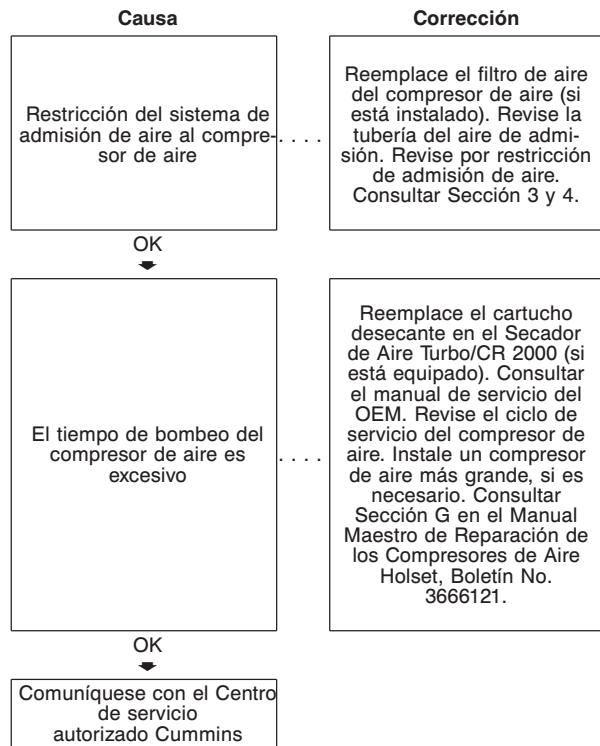 Causa
Corrección
Restricción del sistema de
admisión de aire al compre-
sor de aire
. . . .
Reemplace el filtro de aire
del compresor de aire (si
está instalado). Revise la
tubería del aire de admi-
sión. Revise por restricción
de admisión de aire.
Consultar Sección 3 y 4.
OK
El tiempo de bombeo del
compresor de aire es
excesivo
. . . .
Reemplace el cartucho
desecante en el Secador
de Aire Turbo/CR 2000 (si
está equipado). Consultar
el manual de servicio del
OEM. Revise el ciclo de
servicio del compresor de
aire. Instale un compresor
de aire más grande, si es
necesario. Consultar
Sección G en el Manual
Maestro de Reparación de
los Compresores de Aire
Holset, Boletín No.
3666121.
OK
Comuníquese con el Centro
de servicio
autorizado Cummins